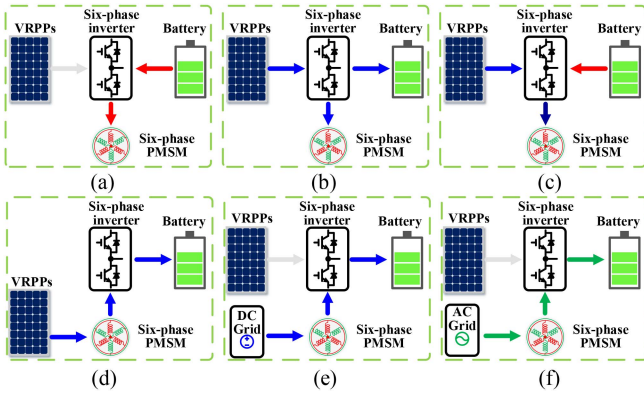 VRPPs
Six-phase
inverter
Battery
Six-phase
PMSM
(a)
VRPPs
Six-phase
inverter
Battery
Six-phase
PMSM
(b)
VRPPs
Six-phase
inverter
Battery
Six-phase
PMSM
(c)
Six-phase
inverter
Battery
VRPPs
Six-phase
PMSM
(d)
Six-phase
inverter
VRPPs
Battery
DC
Grid
Six-phase
PMSM
(e)
Six-phase
inverter
VRPPs
Battery
AC
Grid
Six-phase
PMSM
(f)